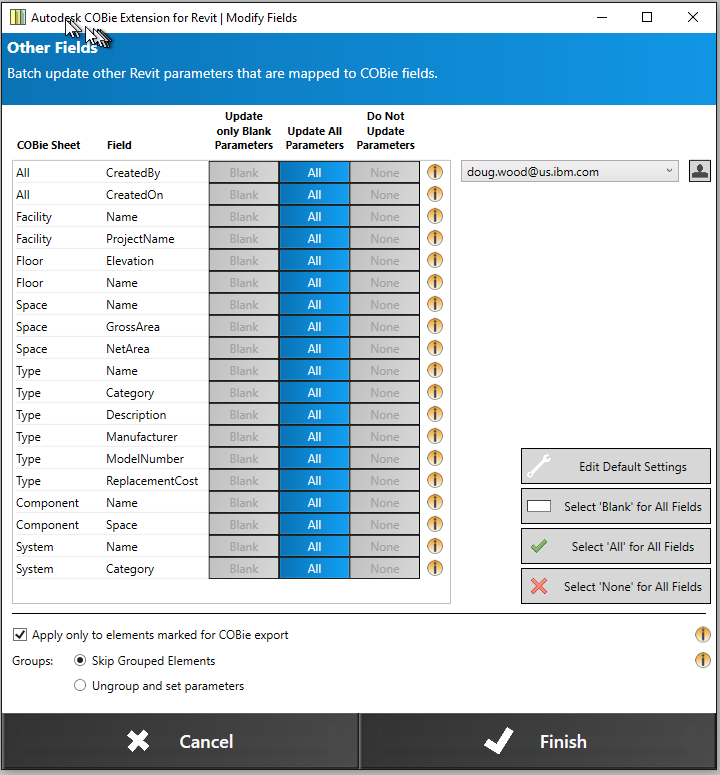 Autodesk COBie Extension for Revit | Modify Fields
Other Fields
Batch update other Revit parameters that are mapped to COBie fields.
COBie Sheet Field Update only Blank Parameters Update All Parameters Do Not Update Parameters
All CreatedBy Blank All None doug.wood@us.ibm.com
All CreatedOn Blank All None
Facility Name Blank All None
Facility ProjectName Blank All None
Floor Elevation Blank All None
Floor Name Blank All None
Space Name Blank All None
Space GrossArea Blank All None
Space NetArea Blank All None
Type Name Blank All None
Type Category Blank All None
Type Description Blank All None
Type Manufacturer Blank All None
Type ModelNumber Blank All None
Type ReplacementCost Blank All None
Component Name Blank All None
Component Space Blank All None
System Name Blank All None
System Category Blank All None
Edit Default Settings
Select 'Blank' for All Fields
Select 'All' for All Fields
Select 'None' for All Fields
Apply only to elements marked for COBie export
Groups: Skip Grouped Elements
Ungroup and set parameters
Cancel Finish